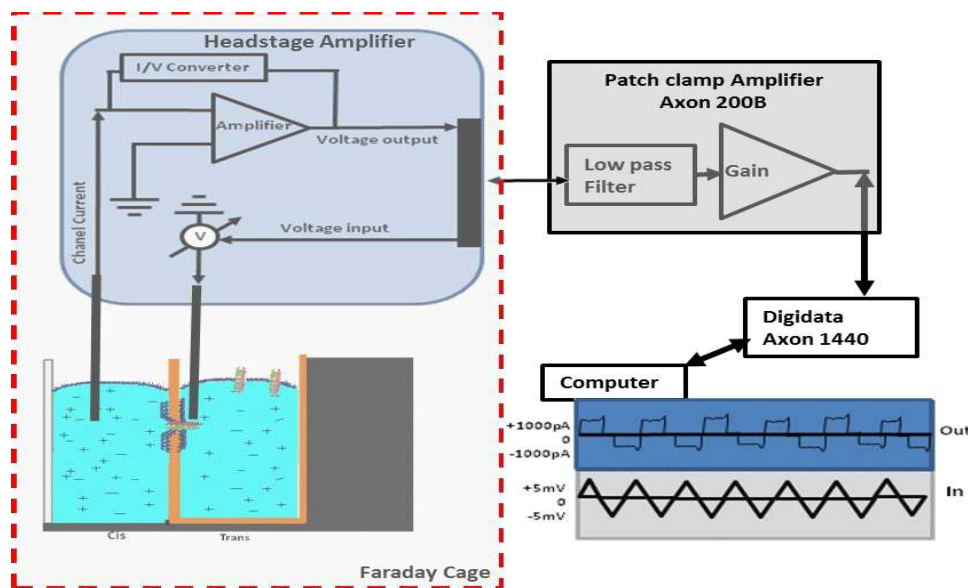 Headstage Amplifier
I/V Converter
Amplifier
Voltage output
Chanel Current
V
Voltage input
Cis
Trans
Faraday Cage
Patch clamp Amplifier
Axon 200B
Low pass
Filter
Gain
Digidata
Axon 1440
Computer
+1000pA
0
-1000pA
Out
+5mV
0
-5mV
In